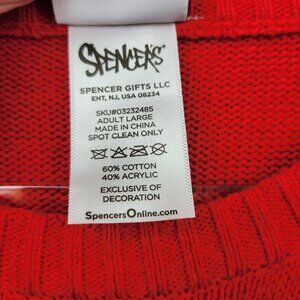 SPENCER'S
SPENCER GIFTS LLC
EHT, NJ, USA 08234
SKU#03232485
ADULT LARGE
MADE IN CHINA
SPOT CLEAN ONLY
60% COTTON
40% ACRYLIC
EXCLUSIVE OF
DECORATION
SpencersOnline.com